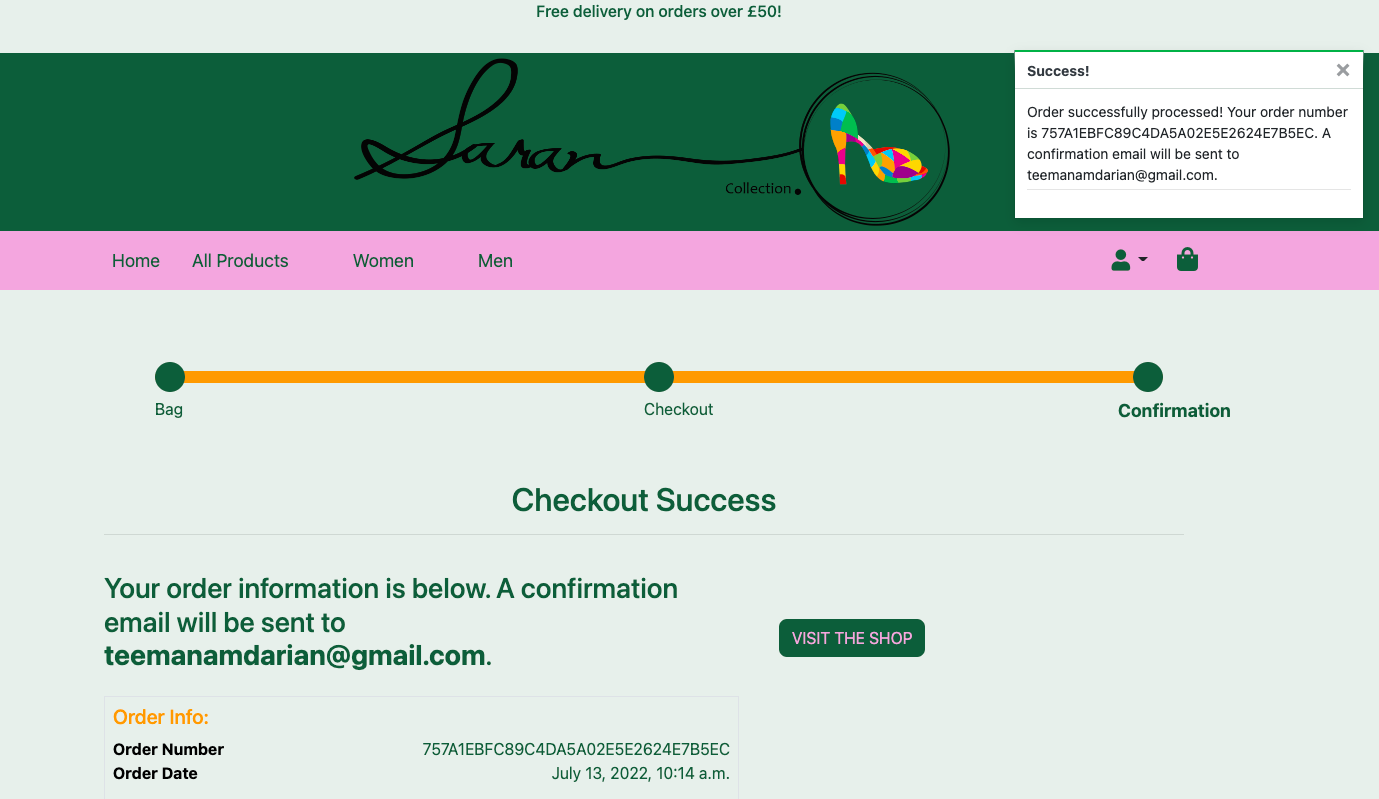 Free delivery on orders over £50!
Saran
Collection.
Success!
Order successfully processed! Your order number
is 757A1EBFC89C4DA5A02E5E2624E7B5EC. A
confirmation email will be sent to
teemanamdarian@gmail.com.
Home All Products Women Men
Bag Checkout Confirmation
Checkout Success
Your order information is below. A confirmation
email will be sent to
teemanamdarian@gmail.com.
VISIT THE SHOP
Order Info:
Order Number 757A1EBFC89C4DA5A02E5E2624E7B5EC
Order Date July 13, 2022, 10:14 a.m.